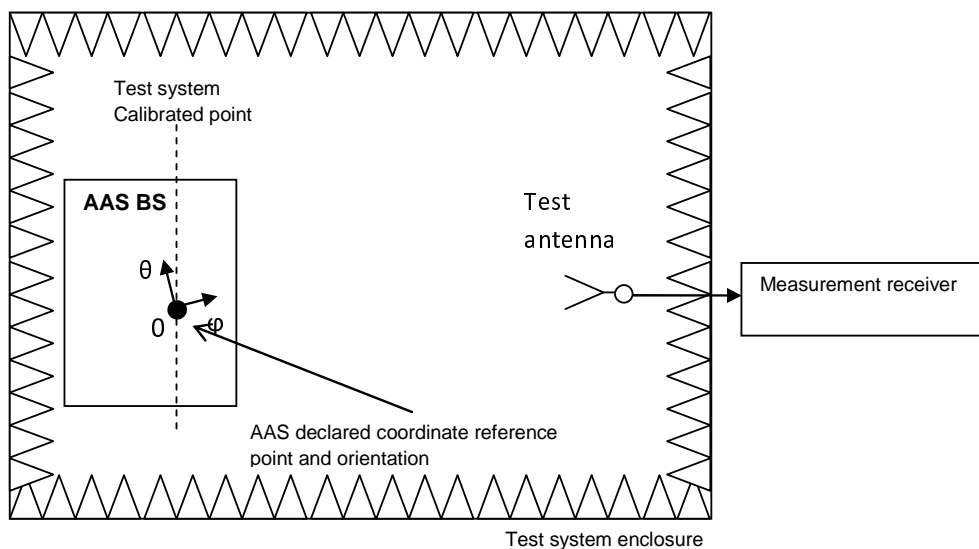 Test system
Calibrated point
AAS BS
Test
antenna
θ
Measurement receiver
0
φ
AAS declared coordinate reference
point and orientation
Test system enclosure